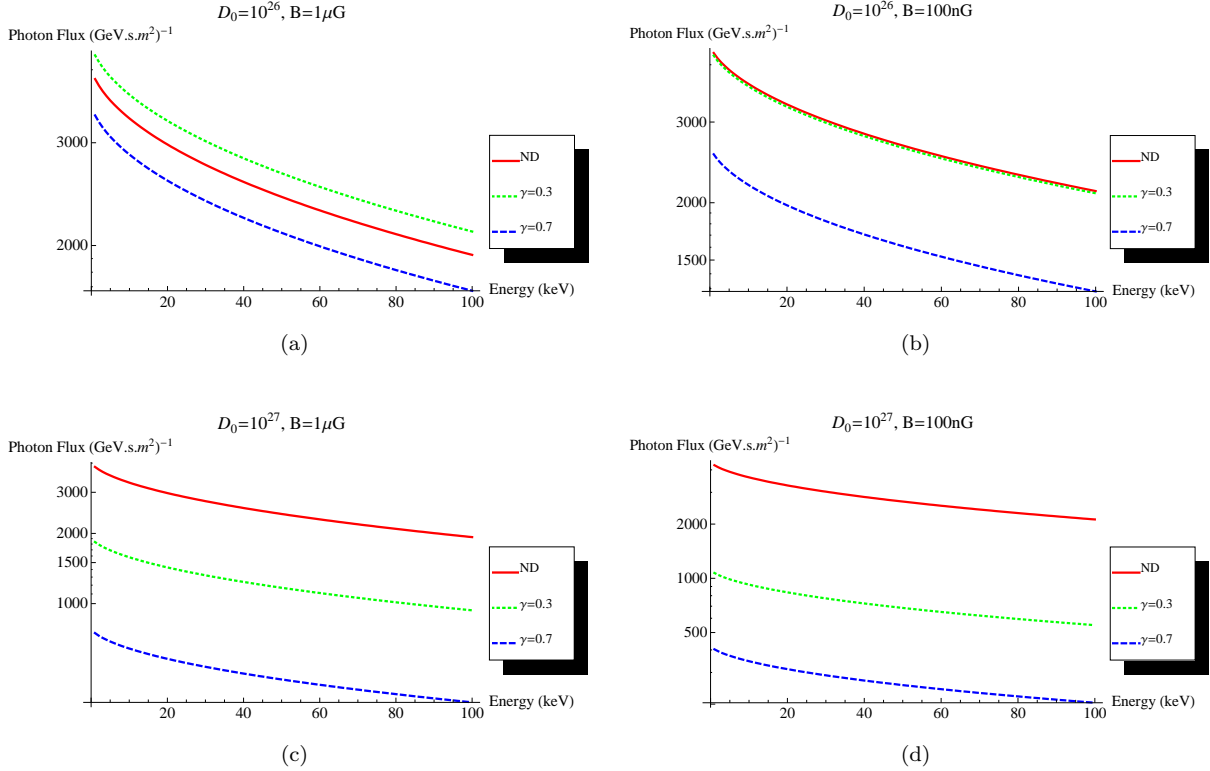 D₀=10²⁶, B=1μG
Photon Flux (GeV.s.m²)⁻¹
3000
2000
20 40 60 80 100
Energy (keV)
ND
γ=0.3
γ=0.7
(a)
D₀=10²⁶, B=100nG
Photon Flux (GeV.s.m²)⁻¹
3000
2000
1500
20 40 60 80 100
Energy (keV)
ND
γ=0.3
γ=0.7
(b)
D₀=10²⁷, B=1μG
Photon Flux (GeV.s.m²)⁻¹
3000
2000
1500
1000
20 40 60 80 100
Energy (keV)
ND
γ=0.3
γ=0.7
(c)
D₀=10²⁷, B=100nG
Photon Flux (GeV.s.m²)⁻¹
2000
1000
500
20 40 60 80 100
Energy (keV)
ND
γ=0.3
γ=0.7
(d)